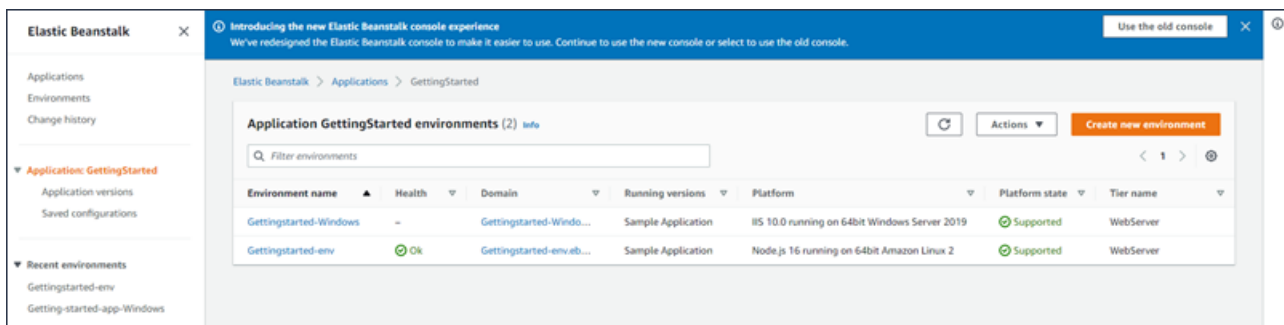 Elastic Beanstalk
Applications
Environments
Change history
Application: GettingStarted
Application versions
Saved configurations
Recent environments
Gettingstarted-env
Getting-started-app-Windows
Introducing the new Elastic Beanstalk console experience
We've redesigned the Elastic Beanstalk console to make it easier to use. Continue to use the new console or select to use the old console.
Use the old console
Elastic Beanstalk > Applications > GettingStarted
Application GettingStarted environments (2) Info
Actions
Create new environment
Filter environments
1
Environment name Health Domain Running versions Platform Platform state Tier name
Gettingstarted-Windows – Gettingstarted-Windo... Sample Application IIS 10.0 running on 64bit Windows Server 2019 Supported WebServer
Gettingstarted-env Ok Gettingstarted-env.eb... Sample Application Node.js 16 running on 64bit Amazon Linux 2 Supported WebServer